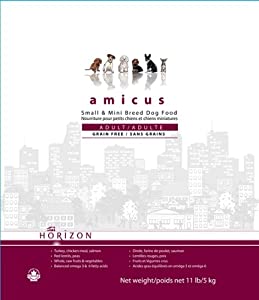 amicus
Small & Mini Breed Dog Food
Nourriture pour petits chiens et chiens miniatures
ADULT/ADULTE
GRAIN FREE | SANS GRAINS
HORIZON
• Turkey, chicken meal, salmon
• Red lentils, peas
• Whole, raw fruits & vegetables
• Balanced omega 3 & 6 fatty acids
• Dinde, farine de poulet, saumon
• Lentilles rouges, pois
• Fruits et légumes crus
• Acides gras équilibrés en oméga-3 et oméga-6
Net weight/poids net 11 lb/5 kg